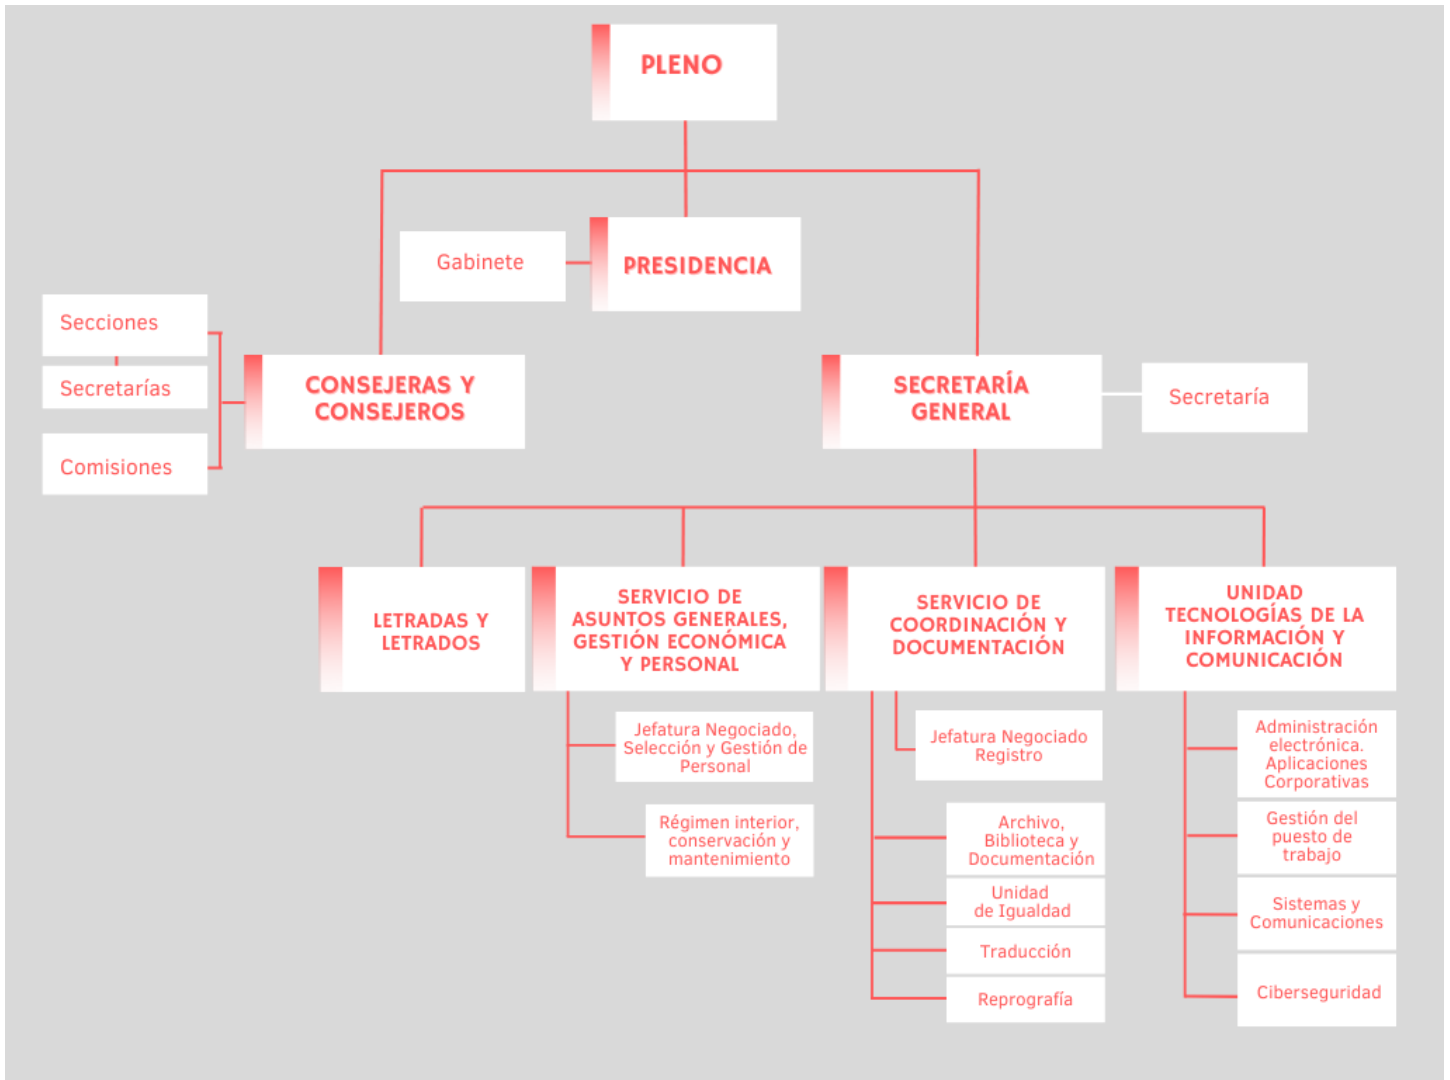 PLENO
Gabinete
PRESIDENCIA
Secciones
Secretarías
Comisiones
CONSEJERAS Y
CONSEJEROS
SECRETARÍA
GENERAL
Secretaría
LETRADAS Y
LETRADOS
SERVICIO DE
ASUNTOS GENERALES,
GESTIÓN ECONÓMICA
Y PERSONAL
SERVICIO DE
COORDINACIÓN Y
DOCUMENTACIÓN
UNIDAD
TECNOLOGÍAS DE LA
INFORMACIÓN Y
COMUNICACIÓN
Jefatura Negociado,
Selección y Gestión de
Personal
Régimen interior,
conservación y
mantenimiento
Jefatura Negociado
Registro
Archivo,
Biblioteca y
Documentación
Unidad
de Igualdad
Traducción
Reprografía
Administración
electrónica.
Aplicaciones
Corporativas
Gestión del
puesto de
trabajo
Sistemas y
Comunicaciones
Ciberseguridad